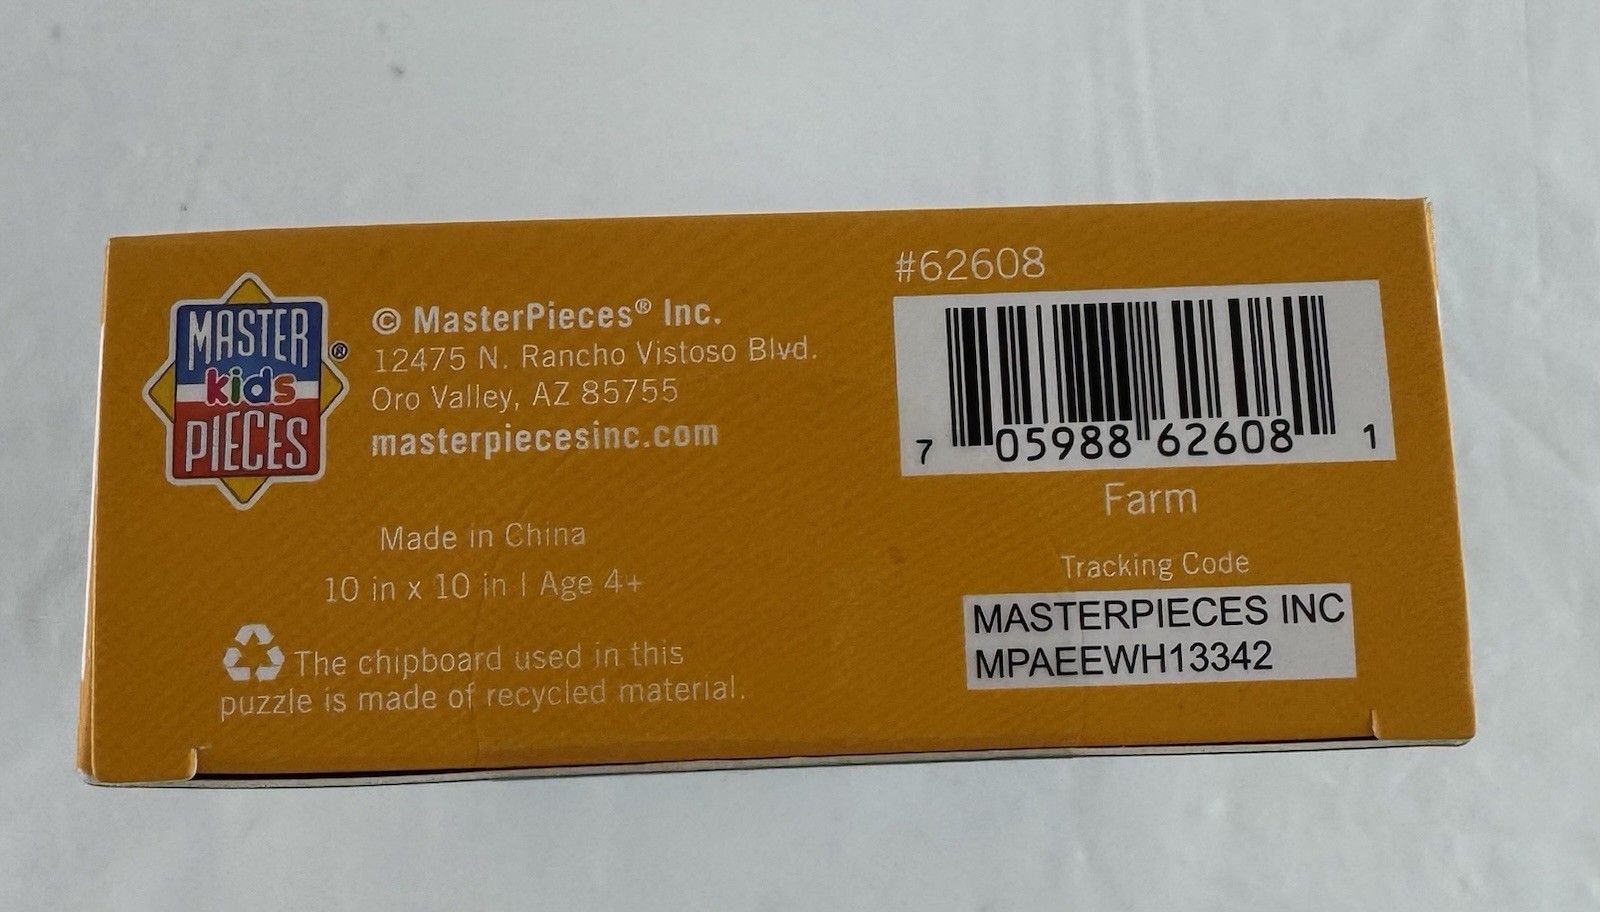 MASTER
kids
PIECES
®
© MasterPieces® Inc.
12475 N. Rancho Vistoso Blvd.
Oro Valley, AZ 85755
masterpiecesinc.com
Made in China
10 in x 10 in | Age 4+
The chipboard used in this
puzzle is made of recycled material.
#62608
7 05988 62608 1
Farm
Tracking Code
MASTERPIECES INC
MPAEEWH13342